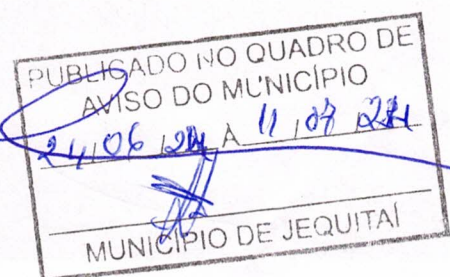 PUBLICADO NO QUADRO DE
AVISO DO MUNICÍPIO
24/06/24 À 11/07/24
MUNICÍPIO DE JEQUITAÍ